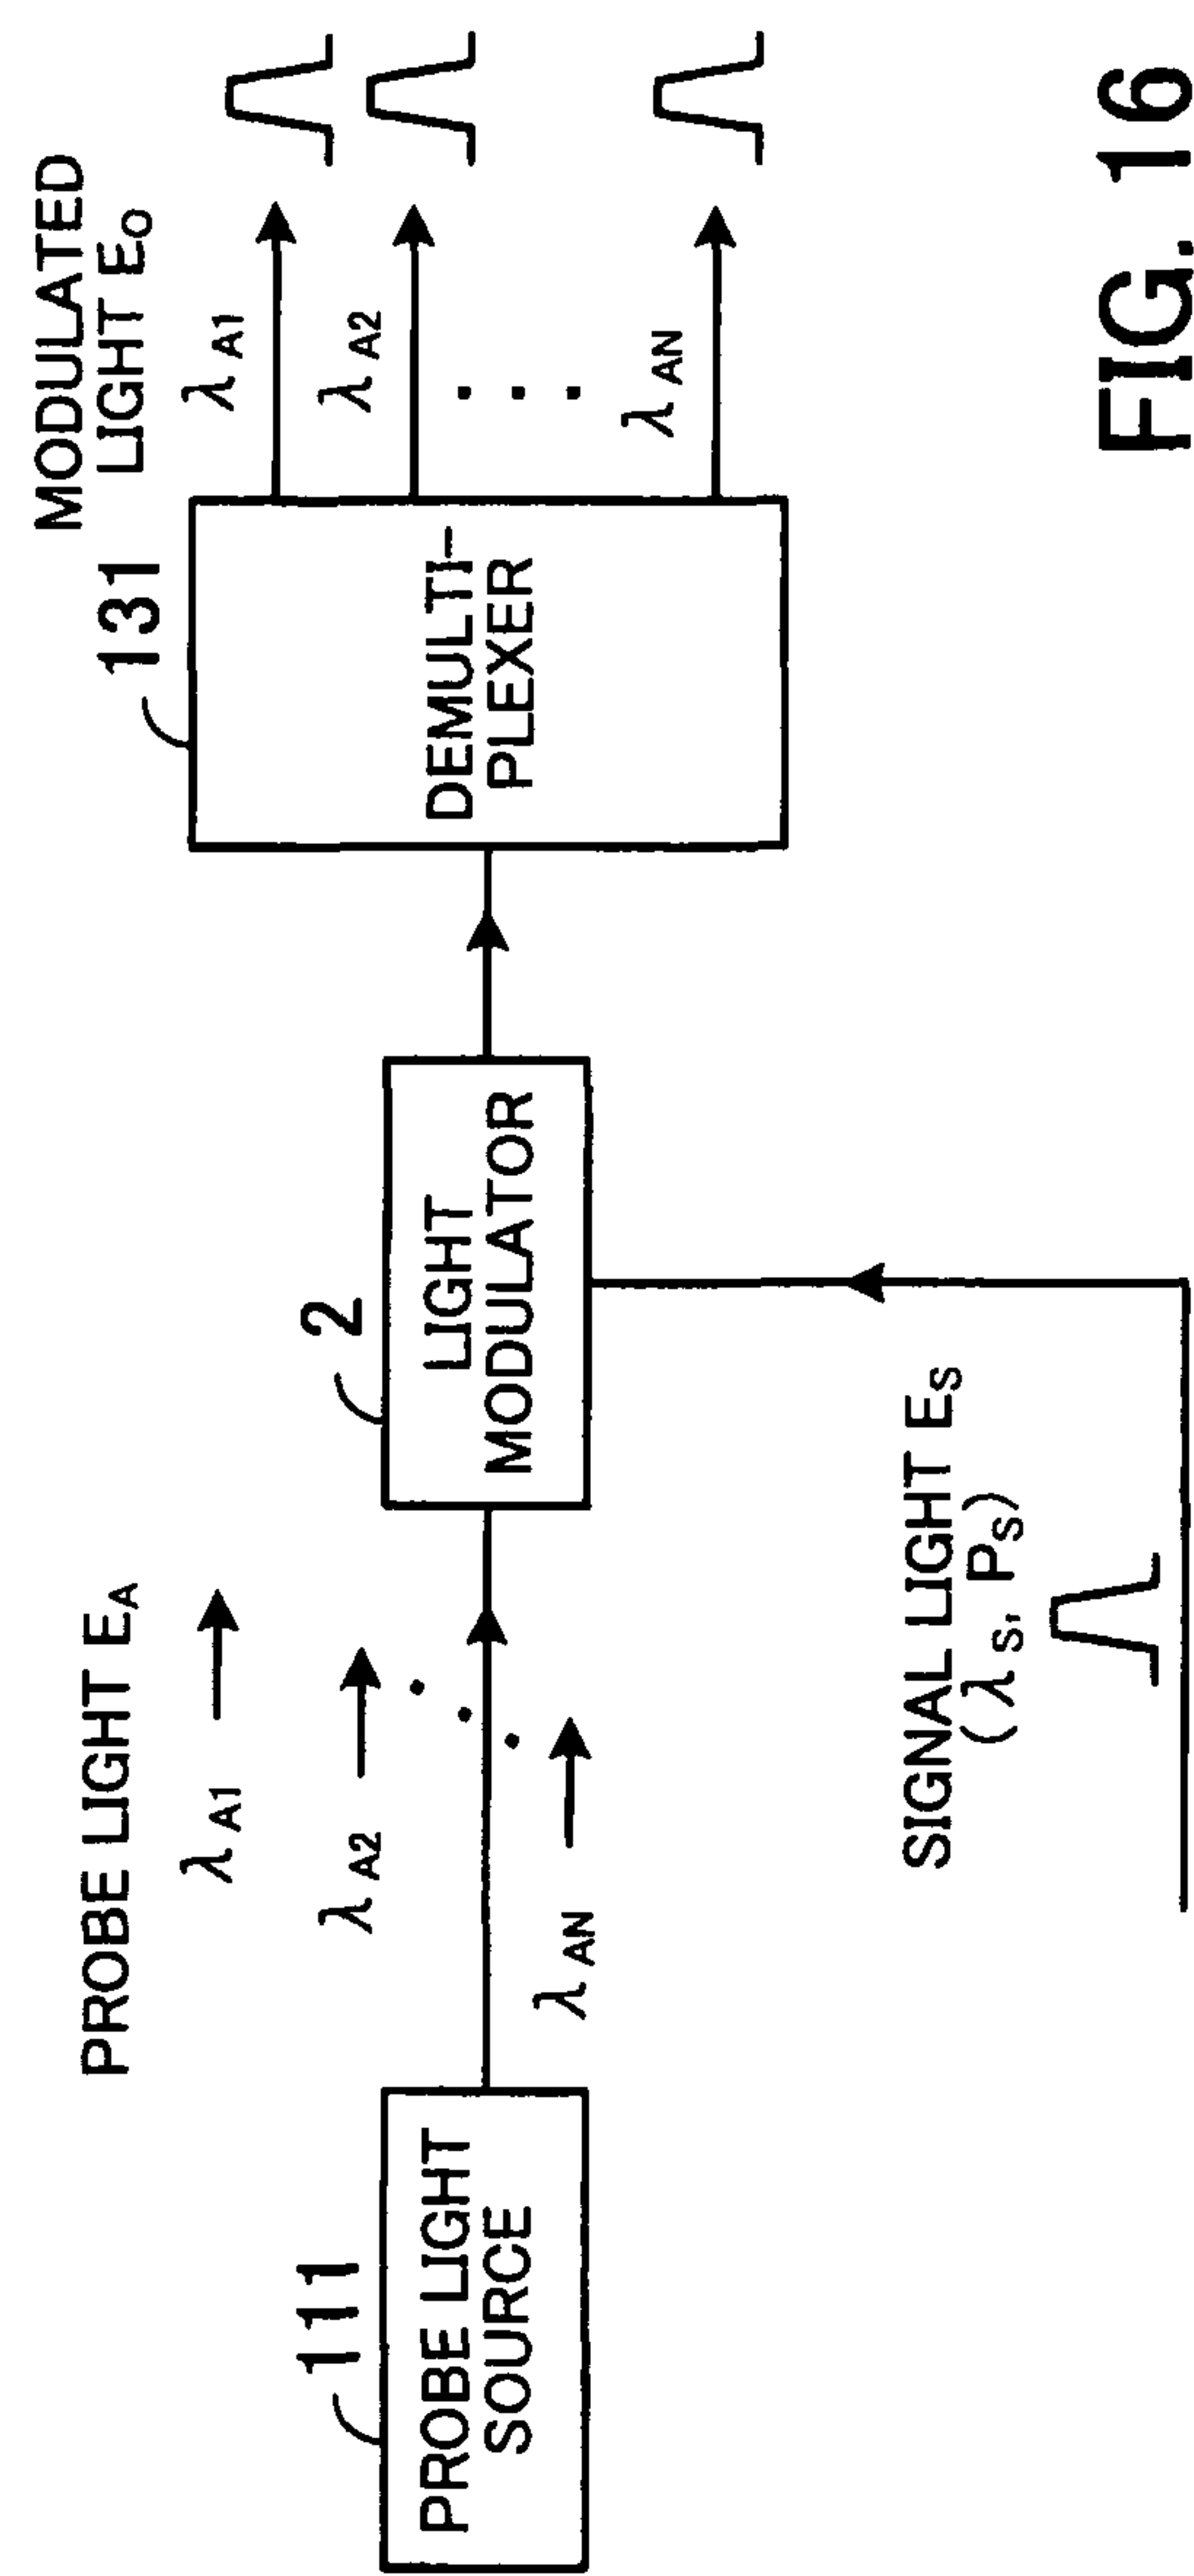 PROBE LIGHT EA
MODULATED
LIGHT EO
λA1
λA2
λAN
λA1
λA2
λAN
111
PROBE LIGHT
SOURCE
2
LIGHT
MODULATOR
131
DEMULTI-
PLEXER
SIGNAL LIGHT ES
(λS, PS)
FIG. 16